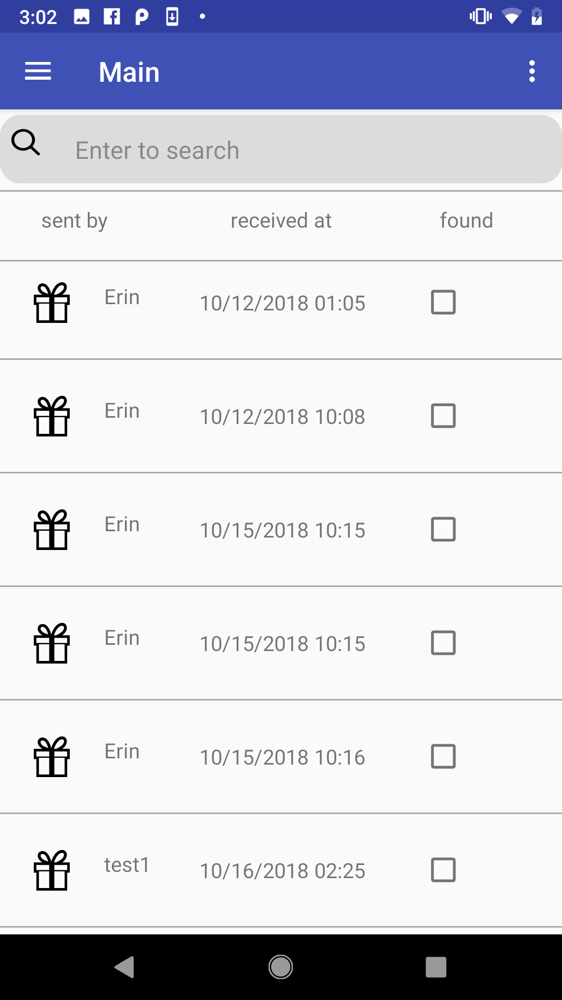 3:02
Main
Enter to search
sent by received at found
Erin 10/12/2018 01:05
Erin 10/12/2018 10:08
Erin 10/15/2018 10:15
Erin 10/15/2018 10:15
Erin 10/15/2018 10:16
test1 10/16/2018 02:25